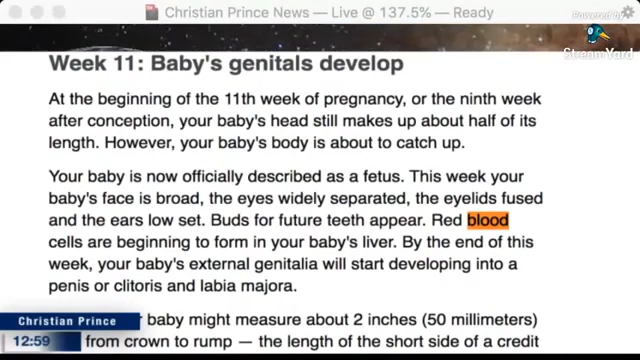 Christian Prince News — Live @ 137.5% — Ready
Powered by
StreamYard
Week 11: Baby's genitals develop
At the beginning of the 11th week of pregnancy, or the ninth week
after conception, your baby's head still makes up about half of its
length. However, your baby's body is about to catch up.
Your baby is now officially described as a fetus. This week your
baby's face is broad, the eyes widely separated, the eyelids fused
and the ears low set. Buds for future teeth appear. Red blood
cells are beginning to form in your baby's liver. By the end of this
week, your baby's external genitalia will start developing into a
penis or clitoris and labia majora.
Christian Prince
baby might measure about 2 inches (50 millimeters)
12:59
from crown to rump — the length of the short side of a credit